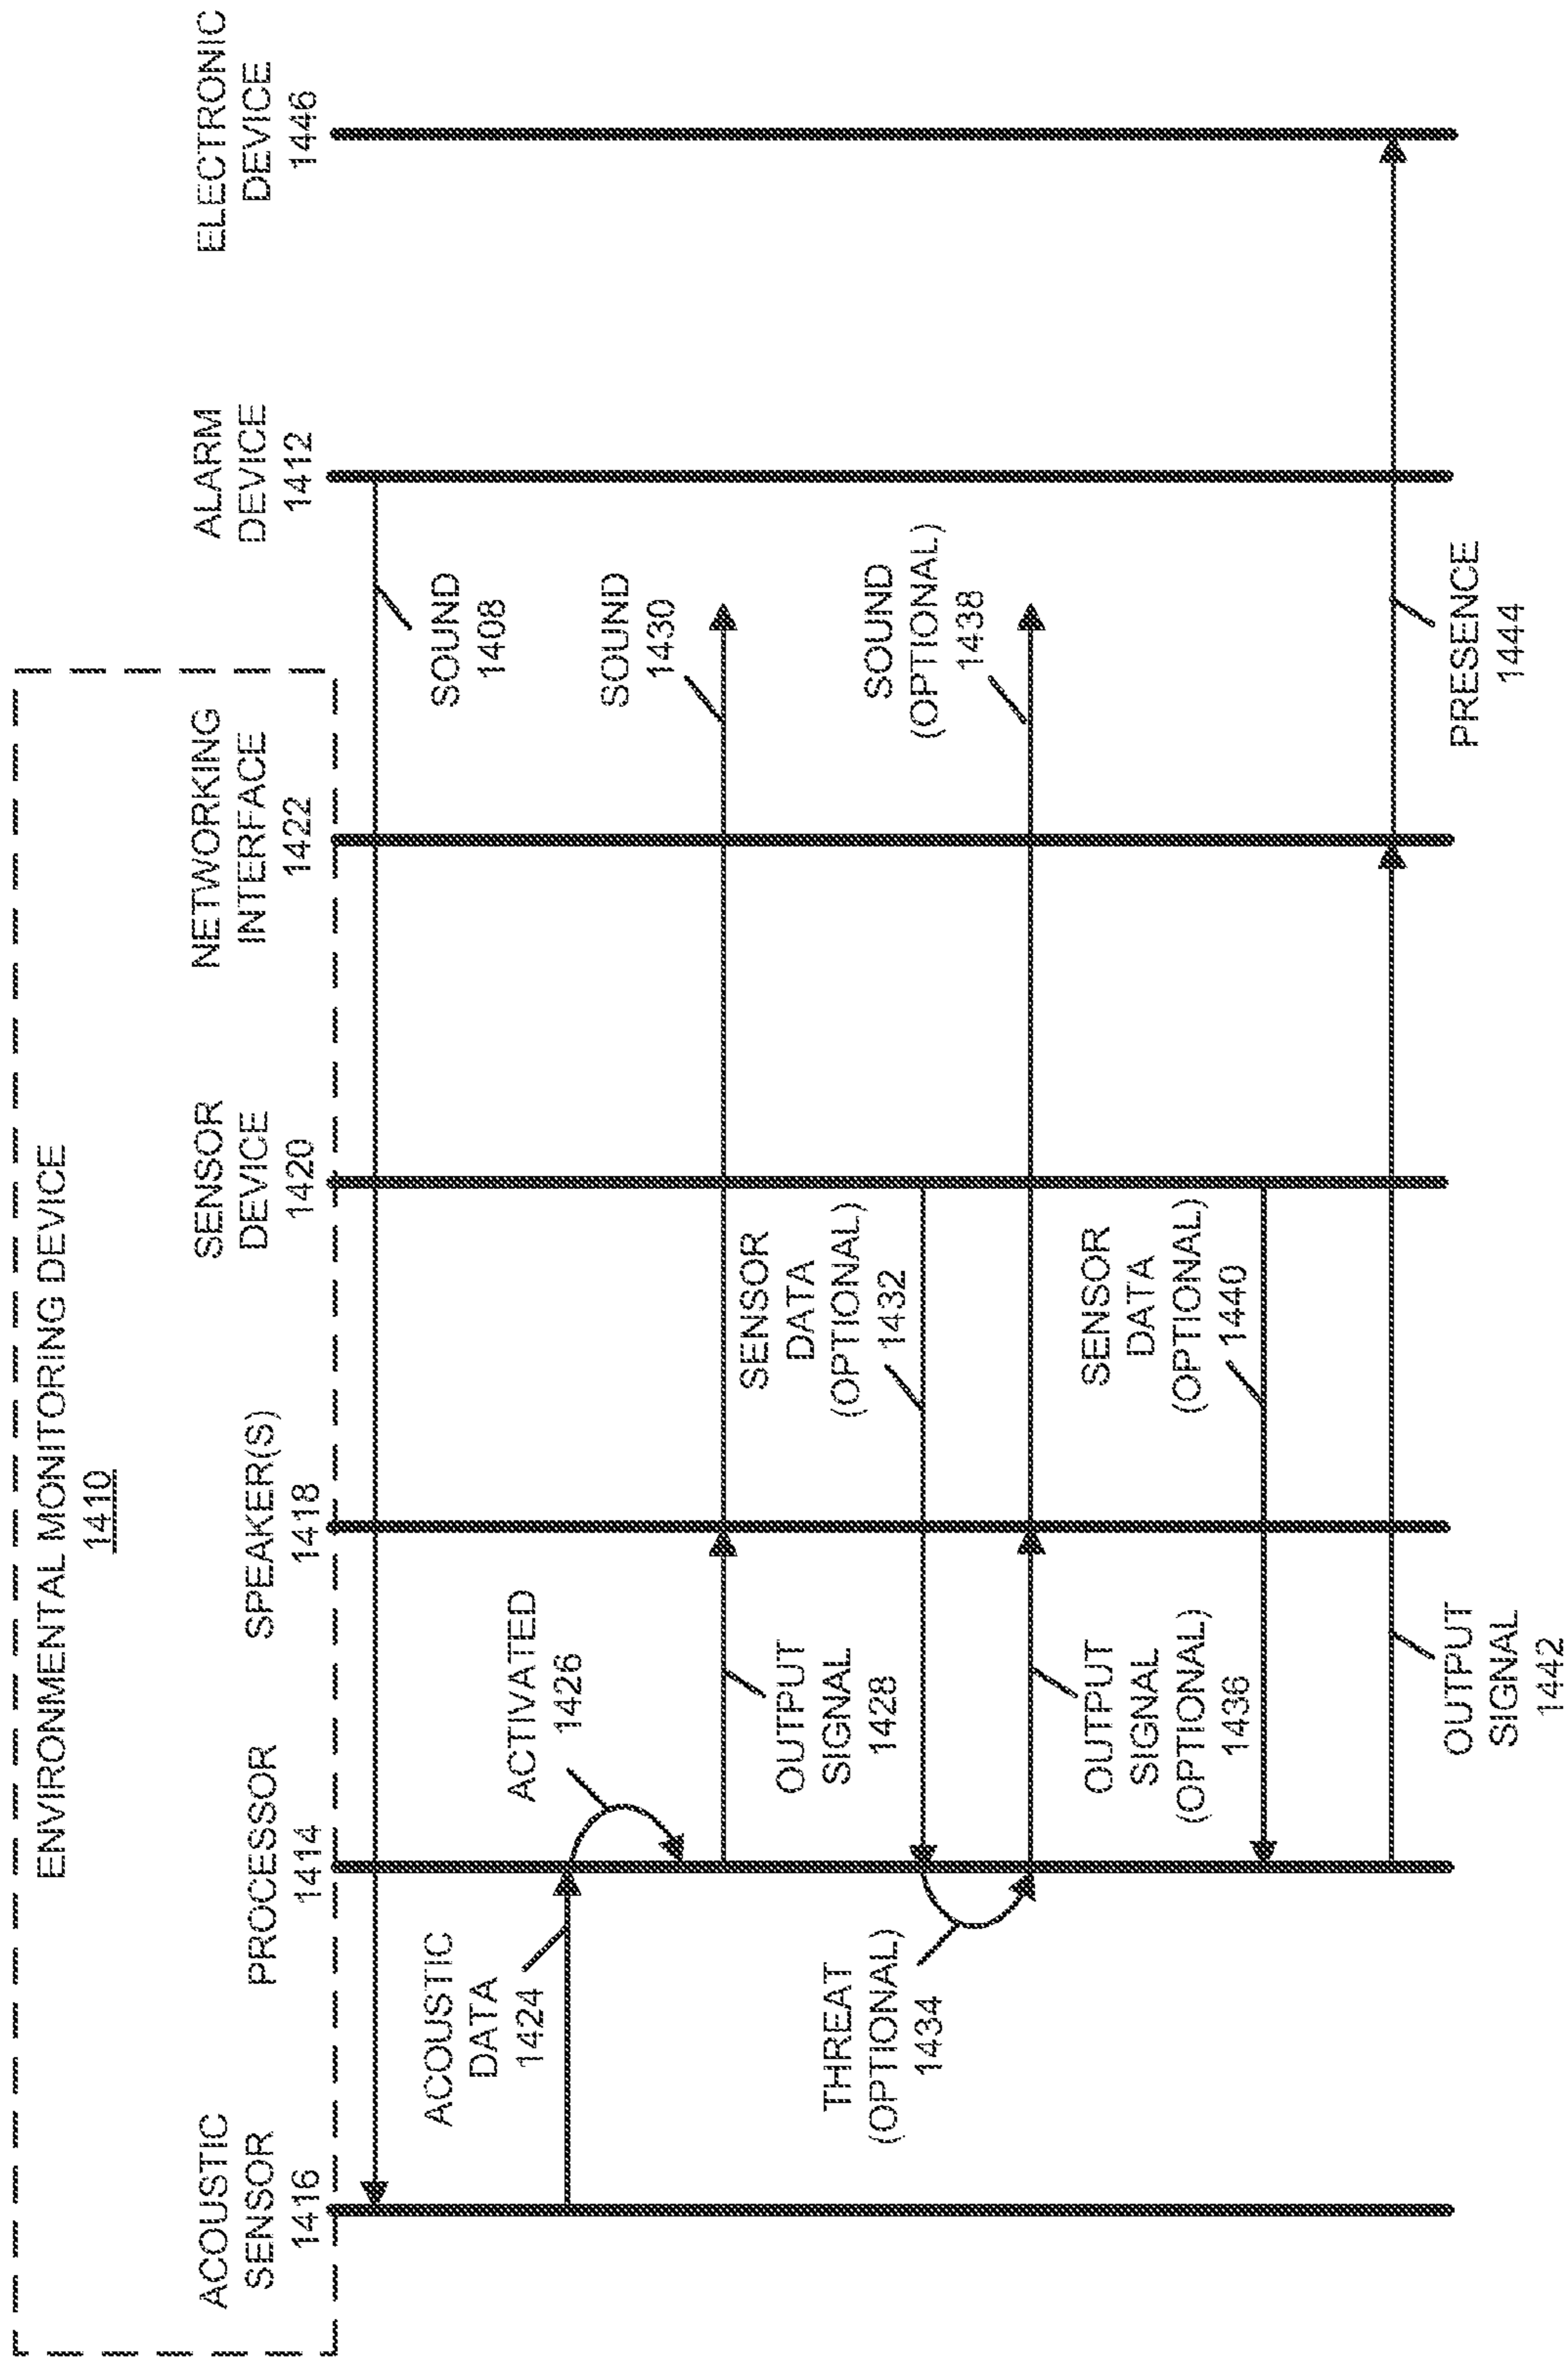 ENVIRONMENTAL MONITORING DEVICE
1410
ACOUSTIC
SENSOR
1416
PROCESSOR
1414
SPEAKER(S)
1418
SENSOR
DEVICE
1420
NETWORKING
INTERFACE
1422
ALARM
DEVICE
1412
ELECTRONIC
DEVICE
1446
SOUND
1408
ACOUSTIC
DATA
1424
ACTIVATED
1426
SOUND
1430
OUTPUT
SIGNAL
1428
SENSOR
DATA
(OPTIONAL)
1432
THREAT
(OPTIONAL)
1434
SOUND
(OPTIONAL)
1438
OUTPUT
SIGNAL
(OPTIONAL)
1436
SENSOR
DATA
(OPTIONAL)
1440
OUTPUT
SIGNAL
1442
PRESENCE
1444